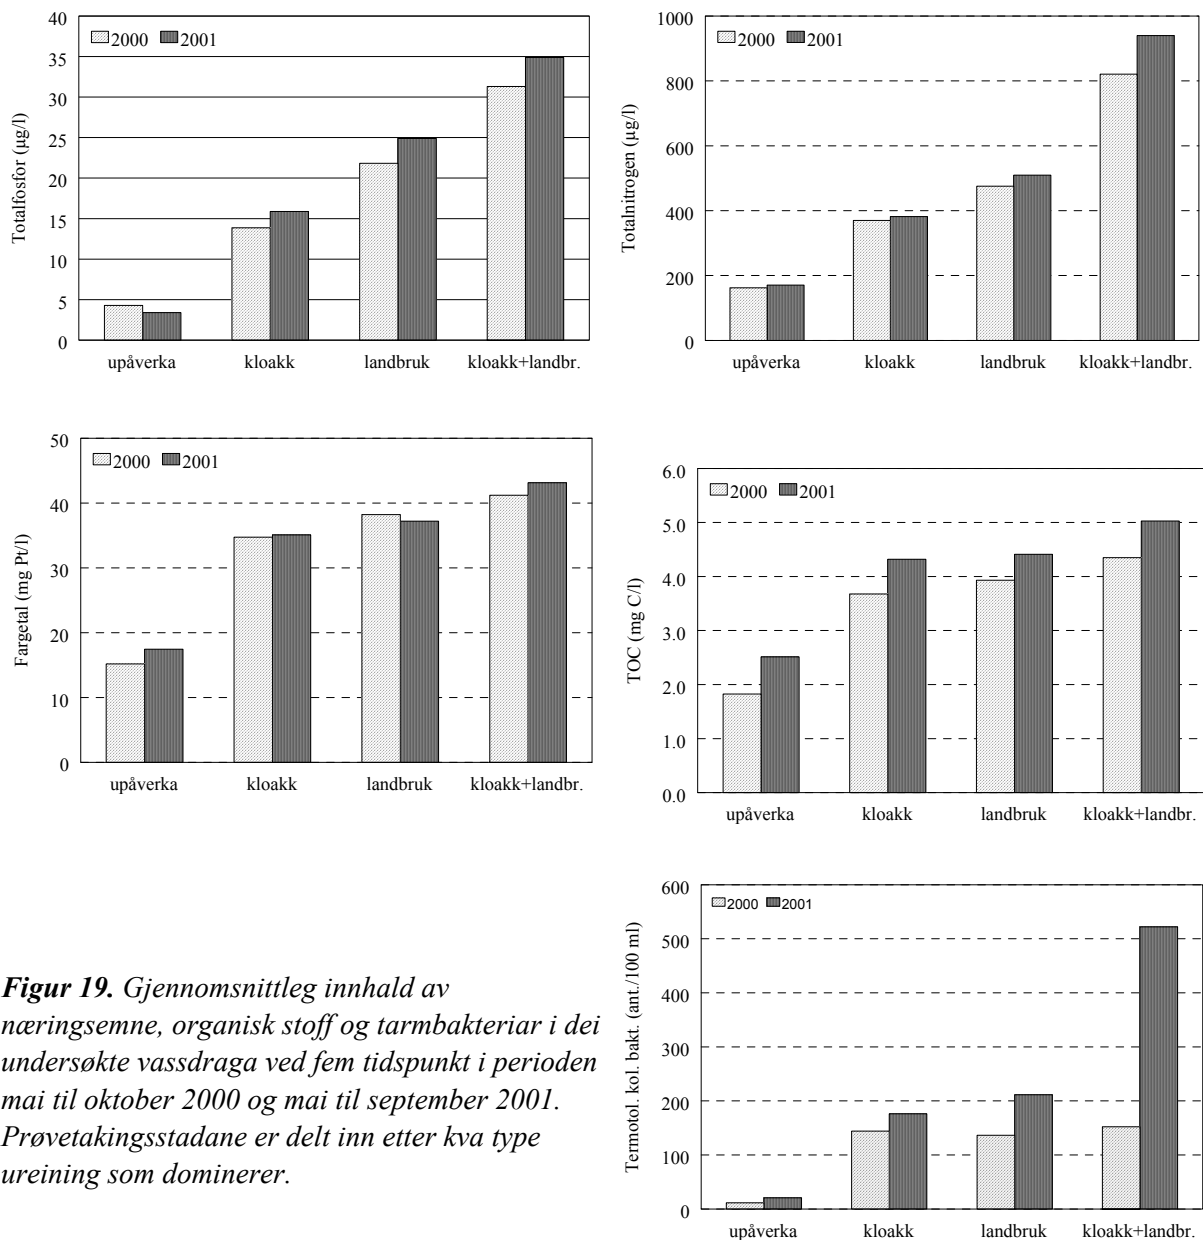 40
35
30
25
20
15
10
5
0
Totalfosfor (µg/l)
2000 2001
upåverka kloakk landbruk kloakk+landbr.
1000
800
600
400
200
0
Totalnitrogen (µg/l)
2000 2001
upåverka kloakk landbruk kloakk+landbr.
50
40
30
20
10
0
Fargetal (mg Pt/l)
2000 2001
upåverka kloakk landbruk kloakk+landbr.
6.0
5.0
4.0
3.0
2.0
1.0
0.0
TOC (mg C/l)
2000 2001
upåverka kloakk landbruk kloakk+landbr.
600
500
400
300
200
100
0
Termotol. kol. bakt. (ant./100 ml)
2000 2001
upåverka kloakk landbruk kloakk+landbr.
Figur 19. Gjennomsnittleg innhald av
næringsemne, organisk stoff og tarmbakteriar i dei
undersøkte vassdraga ved fem tidspunkt i perioden
mai til oktober 2000 og mai til september 2001.
Prøvetakingsstadane er delt inn etter kva type
ureining som dominerer.